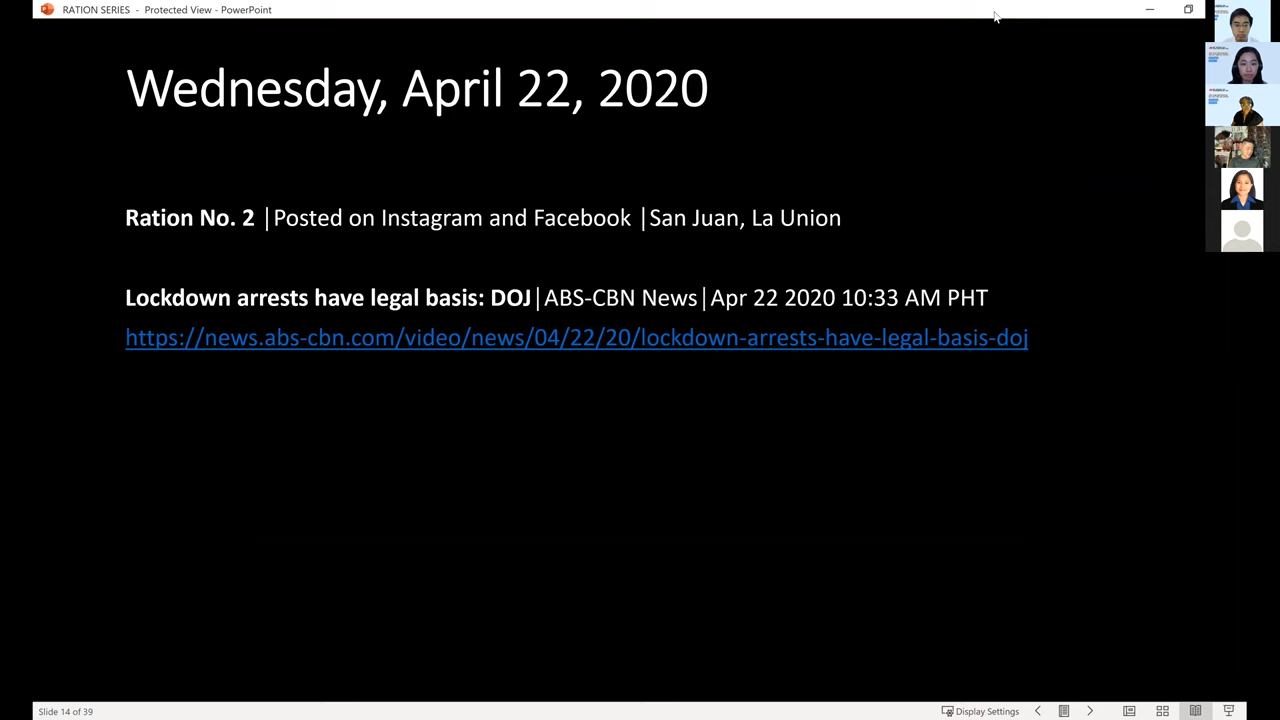 RATION SERIES - Protected View - PowerPoint
Wednesday, April 22, 2020
Ration No. 2 |Posted on Instagram and Facebook |San Juan, La Union
Lockdown arrests have legal basis: DOJ|ABS-CBN News|Apr 22 2020 10:33 AM PHT
https://news.abs-cbn.com/video/news/04/22/20/lockdown-arrests-have-legal-basis-doj
Slide 14 of 39
Display Settings